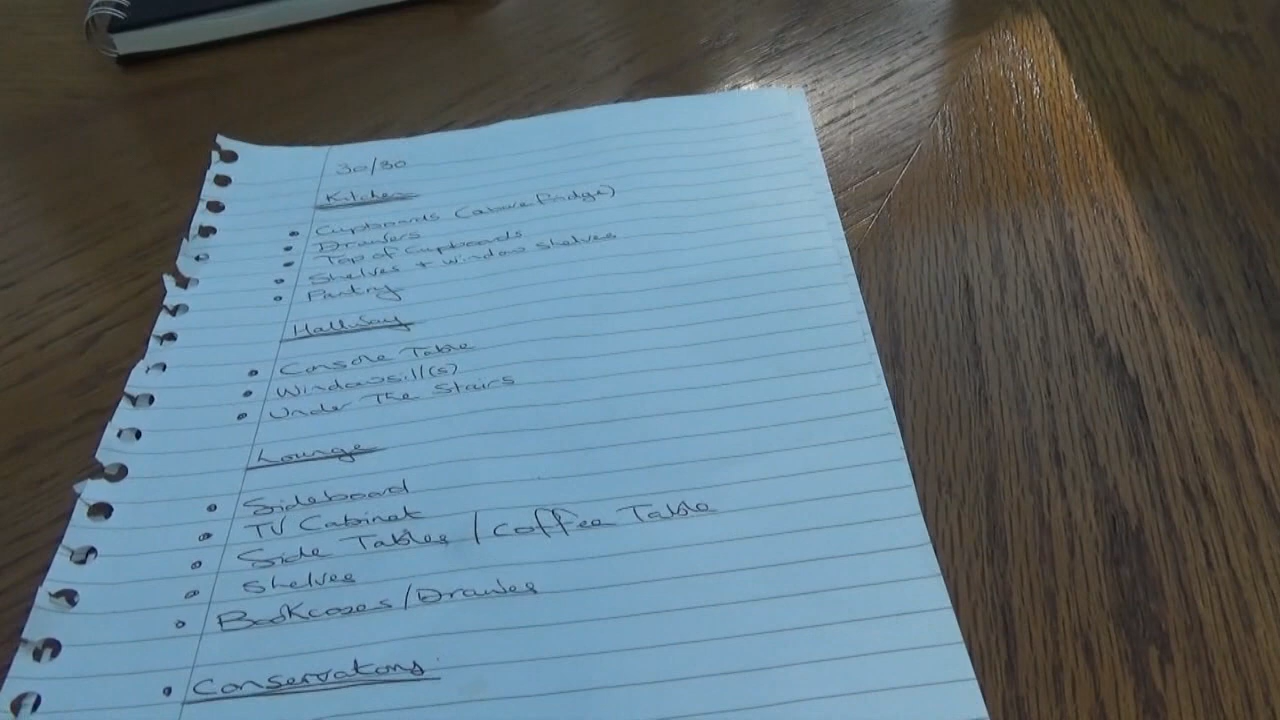 30/30
Kitchen
• Cupboards (above fridge)
• Drawers
• Top of Cupboards
• Shelves + window shelves
• Pantry
Hallway
• Console Table
• Windowsill(s)
• Under The Stairs
Lounge
• Sideboard
• TV Cabinet
• Side Tables / Coffee Table
• Shelves
• Bookcases / Drawes
• Conservatory